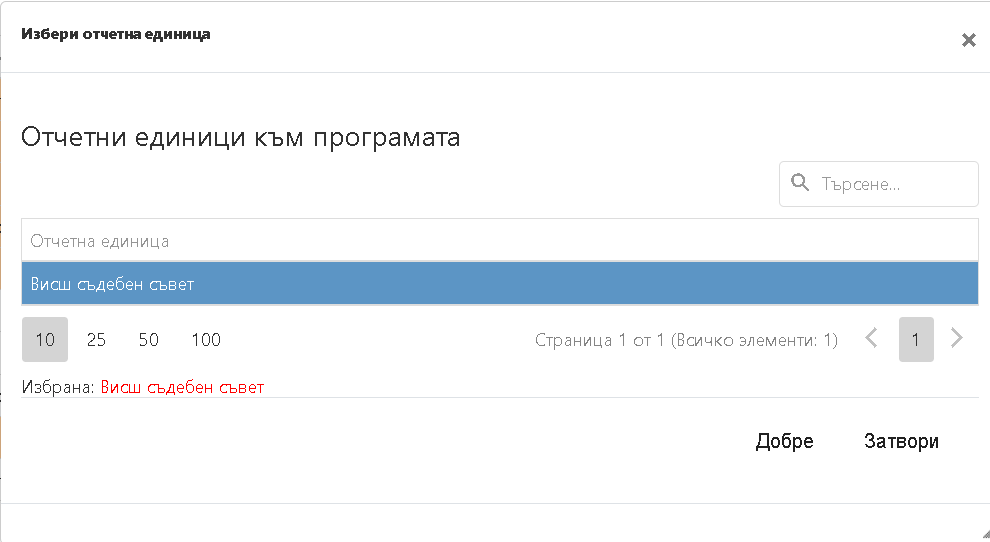 Избери отчетна единица
Отчетни единици към програмата
Търсене...
Отчетна единица
Висш съдебен съвет
10 25 50 100 Страница 1 от 1 (Всичко элементи: 1) 1
Избрана: Висш съдебен съвет
Добре Затвори